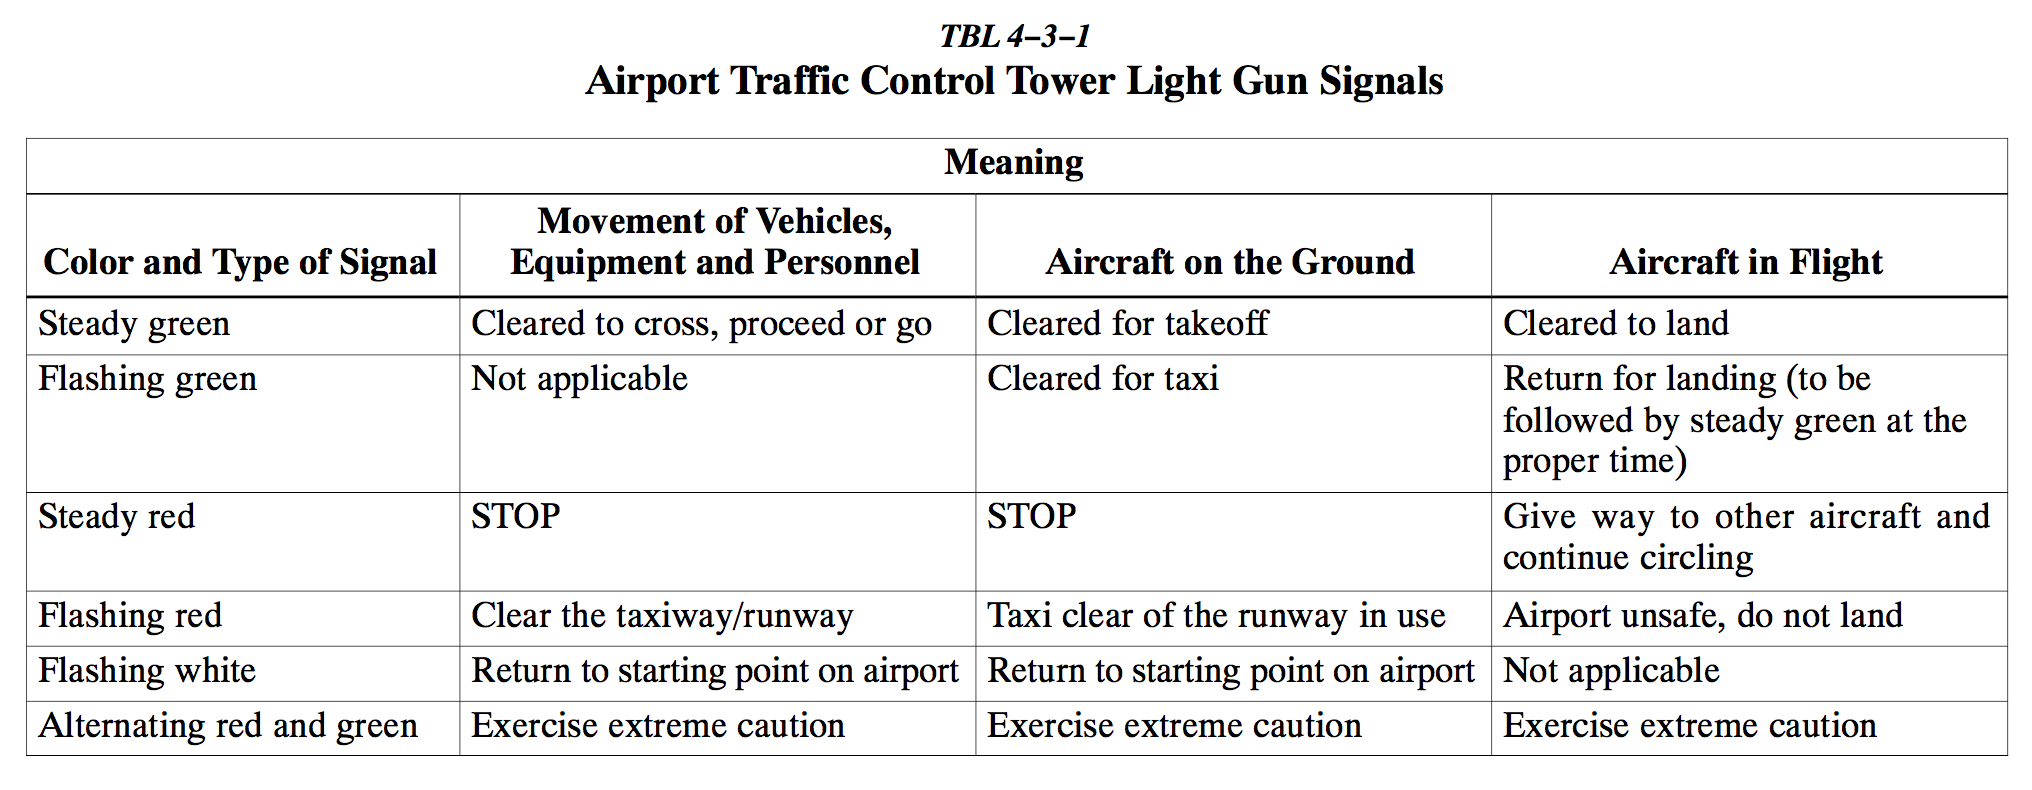 TBL 4–3–1
Airport Traffic Control Tower Light Gun Signals
Meaning
Color and Type of Signal
Movement of Vehicles,
Equipment and Personnel
Aircraft on the Ground
Aircraft in Flight
Steady green
Cleared to cross, proceed or go
Cleared for takeoff
Cleared to land
Flashing green
Not applicable
Cleared for taxi
Return for landing (to be
followed by steady green at the
proper time)
Steady red
STOP
STOP
Give way to other aircraft and
continue circling
Flashing red
Clear the taxiway/runway
Taxi clear of the runway in use
Airport unsafe, do not land
Flashing white
Return to starting point on airport
Return to starting point on airport
Not applicable
Alternating red and green
Exercise extreme caution
Exercise extreme caution
Exercise extreme caution